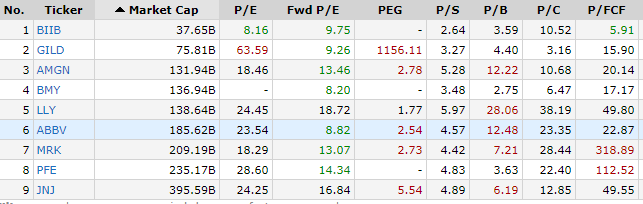 No. Ticker ▲ Market Cap P/E Fwd P/E PEG P/S P/B P/C P/FCF
1 BIIB 37.65B 8.16 9.75 - 2.64 3.59 10.52 5.91
2 GILD 75.81B 63.59 9.26 1156.11 3.27 4.40 3.16 15.90
3 AMGN 131.94B 18.46 13.46 2.78 5.28 12.22 10.68 20.14
4 BMY 136.94B - 8.20 - 3.48 2.75 6.47 17.17
5 LLY 138.64B 24.45 18.72 1.77 5.97 28.06 38.19 49.80
6 ABBV 185.62B 23.54 8.82 2.54 4.57 12.48 23.35 22.87
7 MRK 209.19B 18.29 13.07 2.73 4.42 7.21 28.44 318.89
8 PFE 235.17B 28.60 14.34 - 4.83 3.63 22.40 112.52
9 JNJ 395.59B 24.25 16.84 5.54 4.89 6.19 12.85 49.55